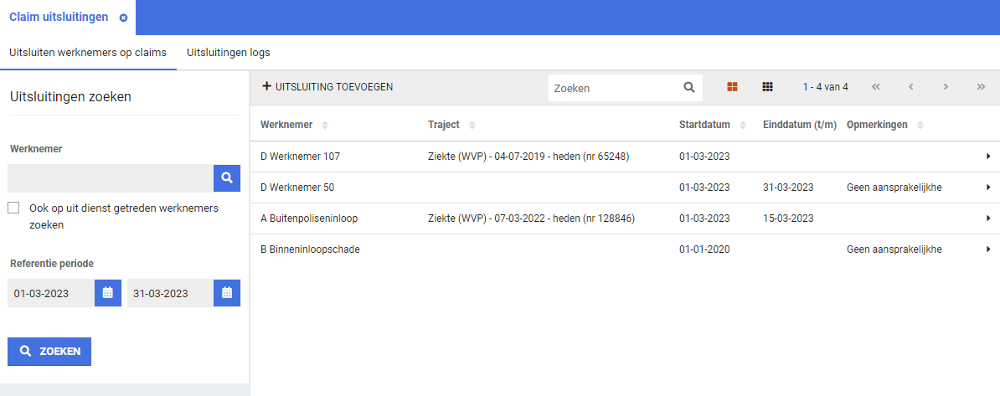 Claim uitsluitingen
Uitsluiten werknemers op claims Uitsluitingen logs
Uitsluitingen zoeken
Werknemer
Ook op uit dienst getreden werknemers
zoeken
Referentie periode
01-03-2023 31-03-2023
ZOEKEN
+ UITSLUITING TOEVOEGEN Zoeken 1 - 4 van 4
Werknemer Traject Startdatum Einddatum (t/m) Opmerkingen
D Werknemer 107 Ziekte (WVP) - 04-07-2019 - heden (nr 65248) 01-03-2023
D Werknemer 50 01-03-2023 31-03-2023 Geen aansprakelijkhe
A Buitenpoliseninloop Ziekte (WVP) - 07-03-2022 - heden (nr 128846) 01-03-2023 15-03-2023
B Binneninloopschade 01-01-2020 Geen aansprakelijkhe